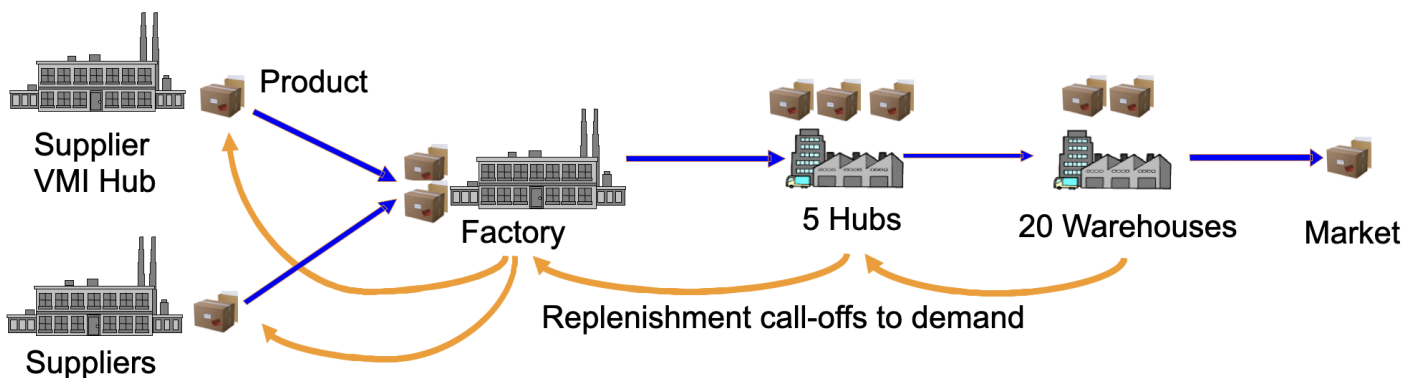 Product
Supplier
VMI Hub
Factory
5 Hubs
20 Warehouses
Market
Replenishment call-offs to demand
Suppliers